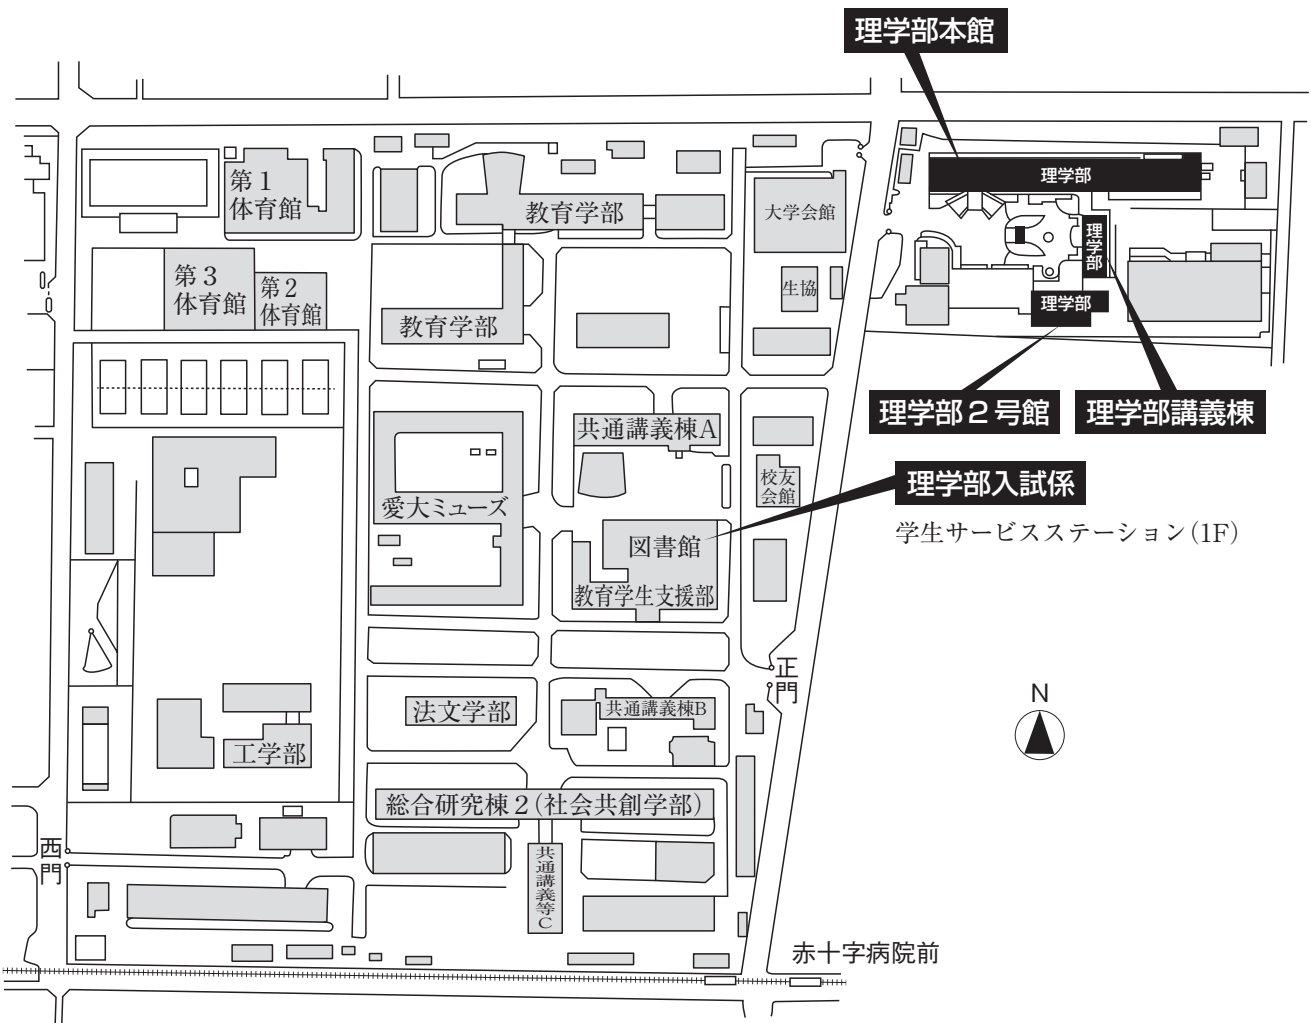 理学部本館
理学部
理学部
理学部
理学部2号館
理学部講義棟
第1
体育館
教育学部
大学会館
第3
体育館
第2
体育館
生協
教育学部
共通講義棟A
校友
会館
理学部入試係
学生サービスステーション(1F)
愛大ミューズ
図書館
教育学生支援部
正門
N
法文学部
共通講義棟B
工学部
総合研究棟2(社会共創学部)
西門
共通講義等C
赤十字病院前